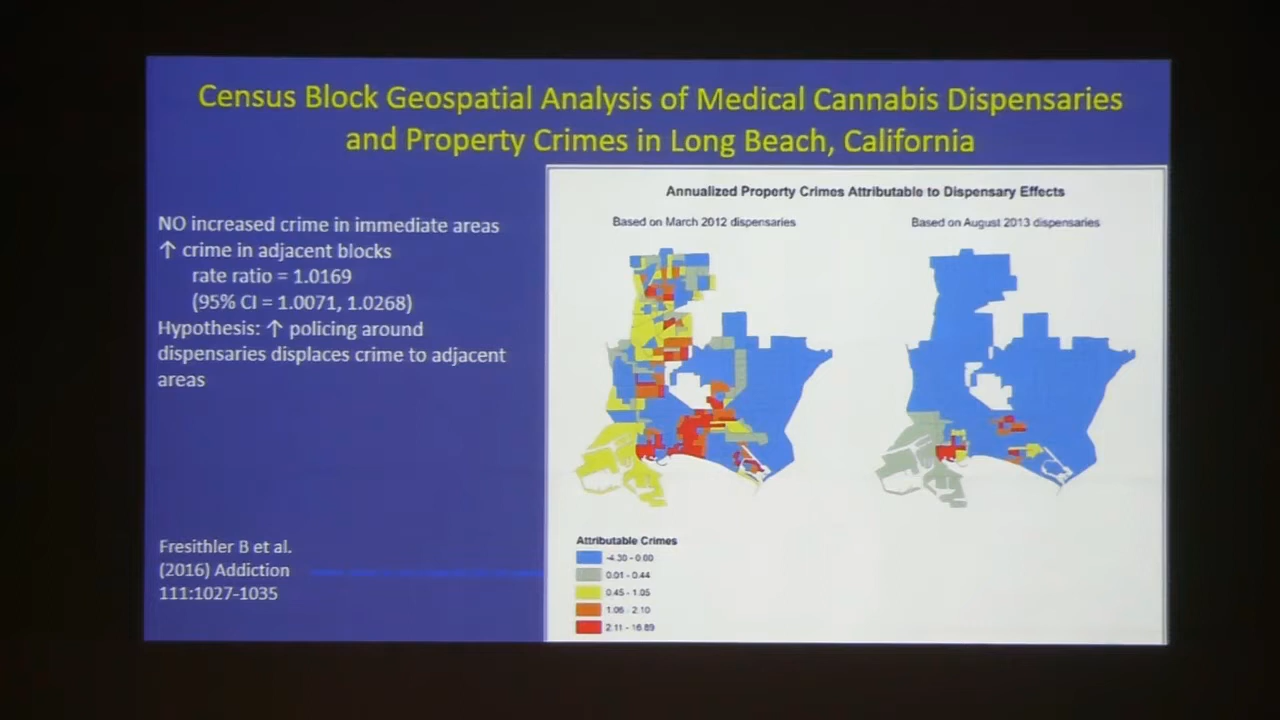 Census Block Geospatial Analysis of Medical Cannabis Dispensaries
and Property Crimes in Long Beach, California
NO increased crime in immediate areas
↑ crime in adjacent blocks
rate ratio = 1.0169
(95% CI = 1.0071, 1.0268)
Hypothesis: ↑ policing around
dispensaries displaces crime to adjacent
areas
Fresithler B et al.
(2016) Addiction
111:1027-1035
Annualized Property Crimes Attributable to Dispensary Effects
Based on March 2012 dispensaries
Based on August 2013 dispensaries
Attributable Crimes
-4.30 - 0.00
0.01 - 0.44
0.45 - 1.05
1.06 - 2.10
2.11 - 16.89